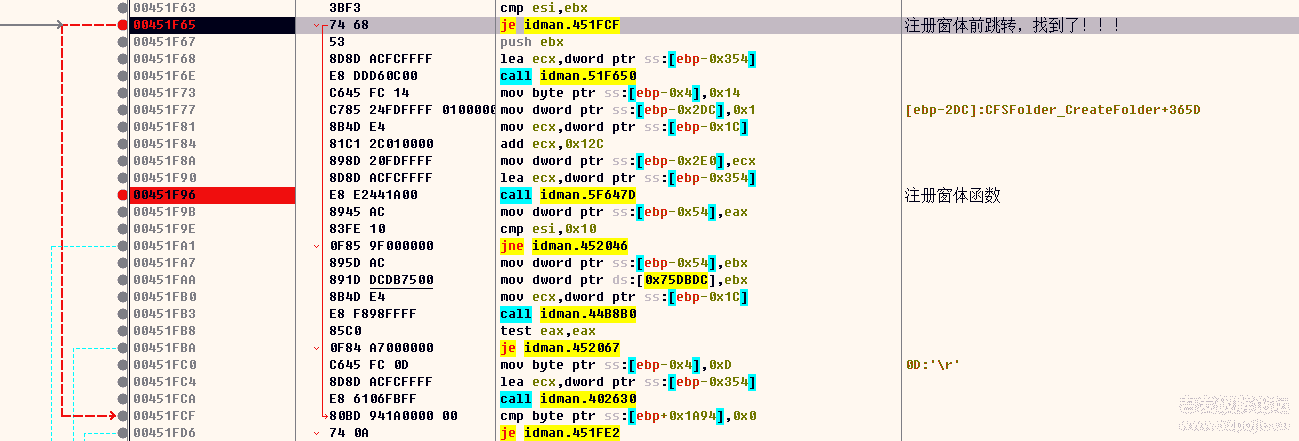 00451F63 3BF3 cmp esi,ebx
00451F65 74 68 je idman.451FCF 注册窗体前跳转，找到了！！！
00451F67 53 push ebx
00451F68 8D8D ACFCFFFF lea ecx,dword ptr ss:[ebp-0x354]
00451F6E E8 DDD60C00 call idman.51F650
00451F73 C645 FC 14 mov byte ptr ss:[ebp-0x4],0x14
00451F77 C785 24FDFFFF 0100000 mov dword ptr ss:[ebp-0x2DC],0x1 [ebp-2DC]:CFSFolder_CreateFolder+365D
00451F81 8B4D E4 mov ecx,dword ptr ss:[ebp-0x1C]
00451F84 81C1 2C010000 add ecx,0x12C
00451F8A 898D 20FDFFFF mov dword ptr ss:[ebp-0x2E0],ecx
00451F90 8D8D ACFCFFFF lea ecx,dword ptr ss:[ebp-0x354]
00451F96 E8 E2441A00 call idman.5F647D 注册窗体函数
00451F9B 8945 AC mov dword ptr ss:[ebp-0x54],eax
00451F9E 83FE 10 cmp esi,0x10
00451FA1 0F85 9F000000 jne idman.452046
00451FA7 895D AC mov dword ptr ss:[ebp-0x54],ebx
00451FAA 891D DCDB7500 mov dword ptr ds:[0x75DBDC],ebx
00451FB0 8B4D E4 mov ecx,dword ptr ss:[ebp-0x1C]
00451FB3 E8 F898FFFF call idman.44B8B0
00451FB8 85C0 test eax,eax
00451FBA 0F84 A7000000 je idman.452067
00451FC0 C645 FC 0D mov byte ptr ss:[ebp-0x4],0xD 0D:'\r'
00451FC4 8D8D ACFCFFFF lea ecx,dword ptr ss:[ebp-0x354]
00451FCA E8 6106FBFF call idman.402630
00451FCF 80BD 941A0000 00 cmp byte ptr ss:[ebp+0x1A94],0x0
00451FD6 74 0A je idman.451FE2